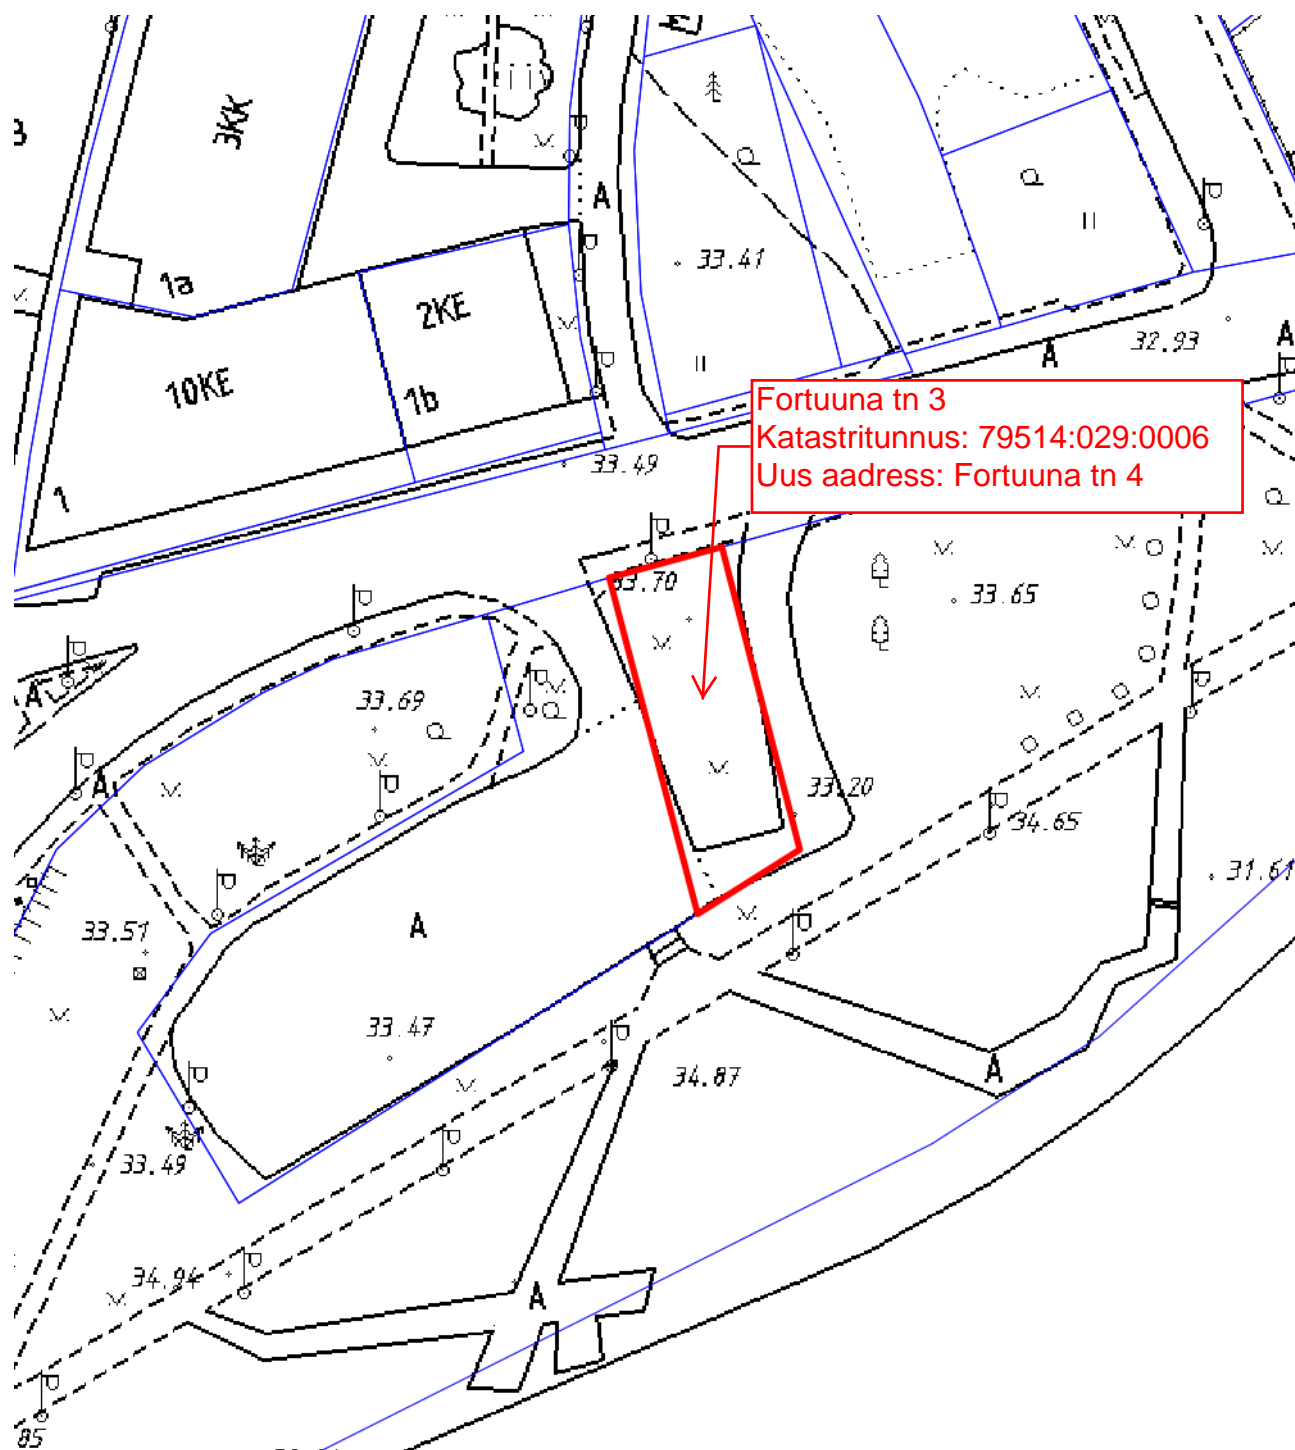 3KK
A
1a
33.41
2KE
10KE
1b
32.93
A
A
Fortuuna tn 3
Katastritunnus: 79514:029:0006
Uus aadress: Fortuuna tn 4
33.49
1
33.70
33.65
A
33.69
A
33.20
34.65
31.61
A
33.51
33.47
34.87
A
33.49
34.94
A
85